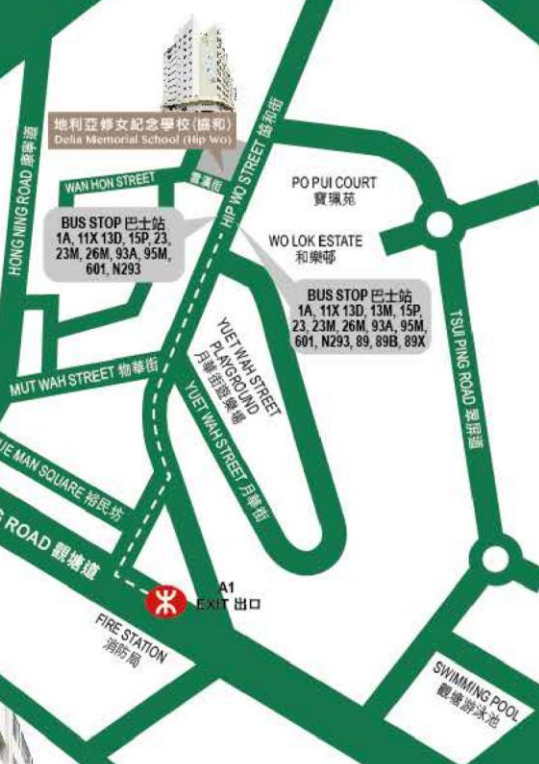 地利亞修女紀念學校(協和)
Delia Memorial School (Hip Wo)
HONG NING ROAD 康寧道
WAN HON STREET
雲漢街
HIP WO STREET 協和街
PO PUI COURT
寶珮苑
BUS STOP 巴士站
1A, 11X 13D, 15P, 23,
23M, 26M, 93A, 95M,
601, N293
WO LOK ESTATE
和樂邨
BUS STOP 巴士站
1A, 11X 13D, 13M, 15P,
23, 23M, 26M, 93A, 95M,
601, N293, 89, 89B, 89X
TSUI PING ROAD 翠屏道
YUET WAH STREET
PLAYGROUND
月華街遊樂場
MUT WAH STREET 物華街
YUET WAH STREET 月華街
UE MAN SQUARE 裕民坊
G ROAD 觀塘道
A1
EXIT 出口
FIRE STATION
消防局
SWIMMING POOL
觀塘游泳池